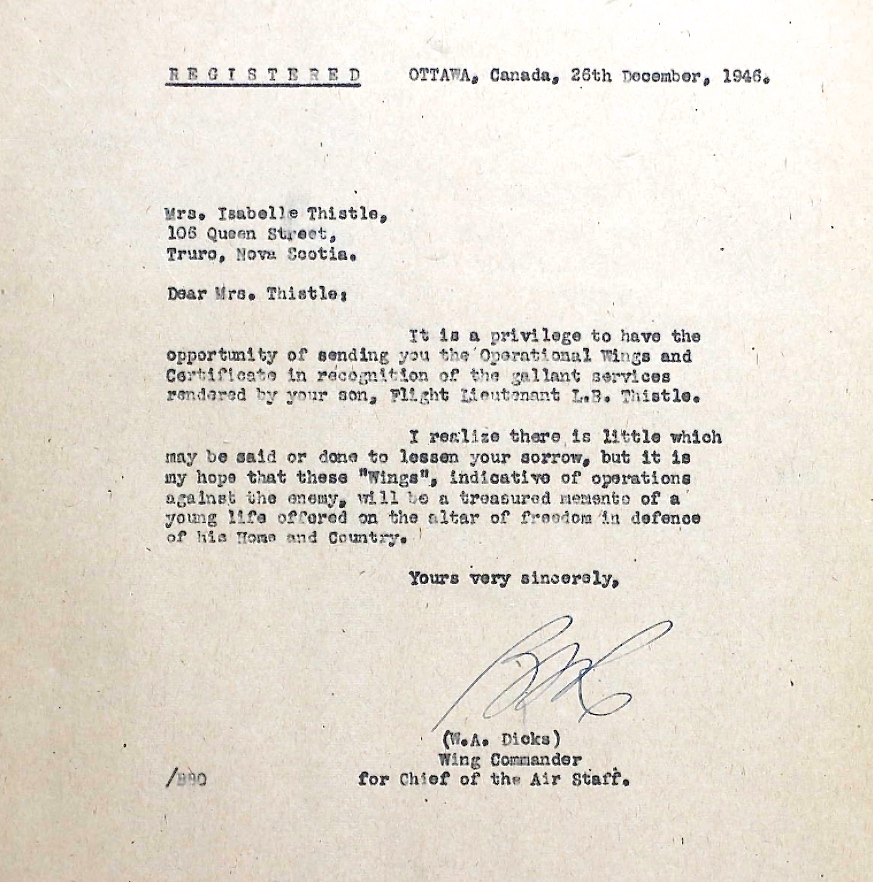 REGISTERED OTTAWA, Canada, 26th December, 1946.
Mrs. Isabelle Thistle,
106 Queen Street,
Truro, Nova Scotia.
Dear Mrs. Thistle:
It is a privilege to have the
opportunity of sending you the Operational Wings and
Certificate in recognition of the gallant services
rendered by your son, Flight Lieutenant L.B. Thistle.
I realize there is little which
may be said or done to lessen your sorrow, but it is
my hope that these "Wings", indicative of operations
against the enemy, will be a treasured memento of a
young life offered on the altar of freedom in defence
of his Home and Country.
Yours very sincerely,
(W.A. Dicks)
Wing Commander
for Chief of the Air Staff.